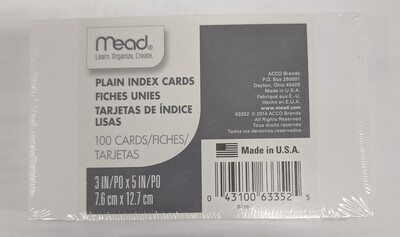 Mead®
Learn. Organize. Create.
PLAIN INDEX CARDS
FICHES UNIES
TARJETAS DE ÍNDICE
LISAS
100 CARDS/FICHES/
TARJETAS
3 IN/PO x 5 IN/PO
7.6 cm x 12.7 cm
ACCO Brands
P.O. Box 290001
Dayton, Ohio 45429
Made in U.S.A.
Fabriqué aux É.-U.
Hecho en E.U.A.
www.mead.com
63352 © 2014 ACCO Brands
All Rights Reserved
Tous droits réservés
Todos los derechos reservados
Made in U.S.A.
0 43100 63352 5